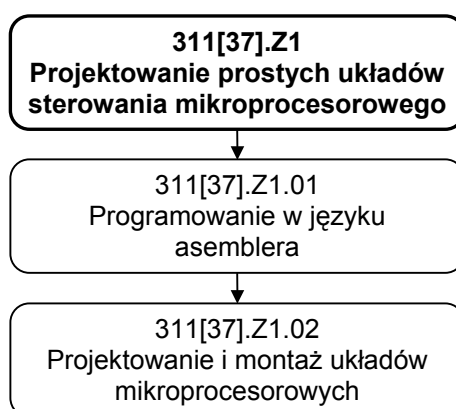 311[37].Z1
Projektowanie prostych układów
sterowania mikroprocesorowego
311[37].Z1.01
Programowanie w języku
asemblera
311[37].Z1.02
Projektowanie i montaż układów
mikroprocesorowych